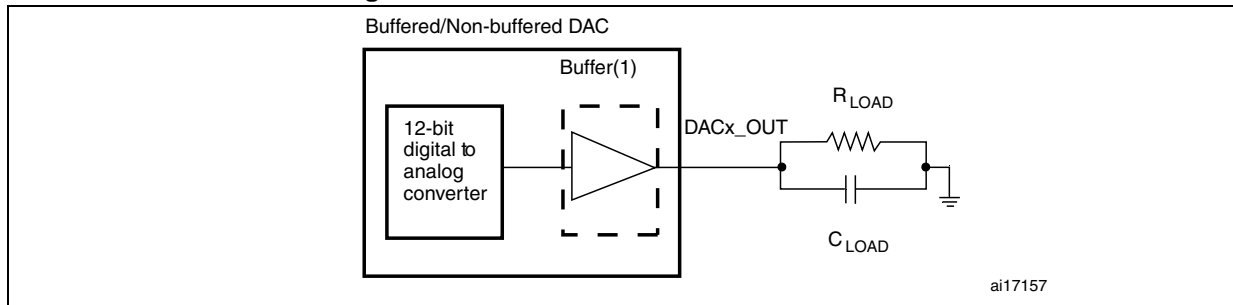 Buffered/Non-buffered DAC
Buffer(1)
12-bit
digital to
analog
converter
DACx_OUT
R LOAD
C LOAD
ai17157